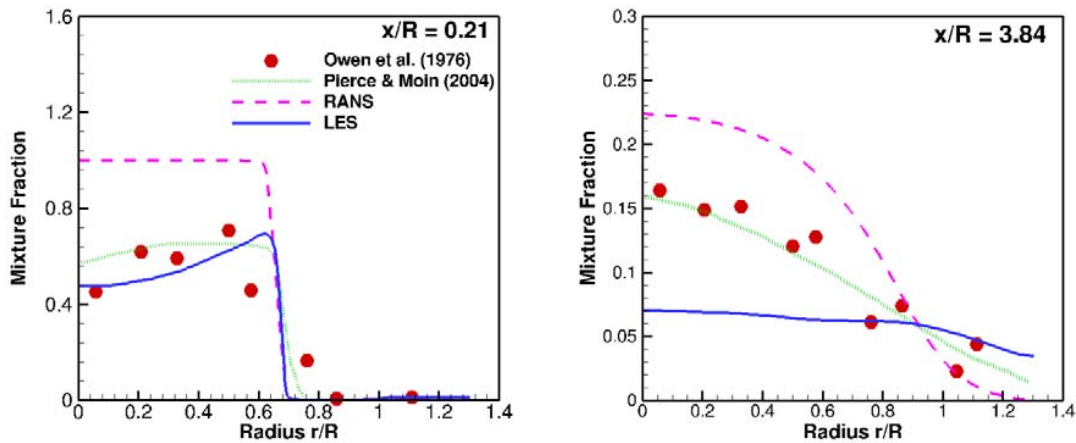 1.6
1.2
0.8
0.4
0
0 0.2 0.4 0.6 0.8 1 1.2 1.4
Mixture Fraction
Radius r/R
x/R = 0.21
Owen et al. (1976)
Pierce & Moin (2004)
RANS
LES
0.3
0.25
0.2
0.15
0.1
0.05
0
0 0.2 0.4 0.6 0.8 1 1.2 1.4
Mixture Fraction
Radius r/R
x/R = 3.84